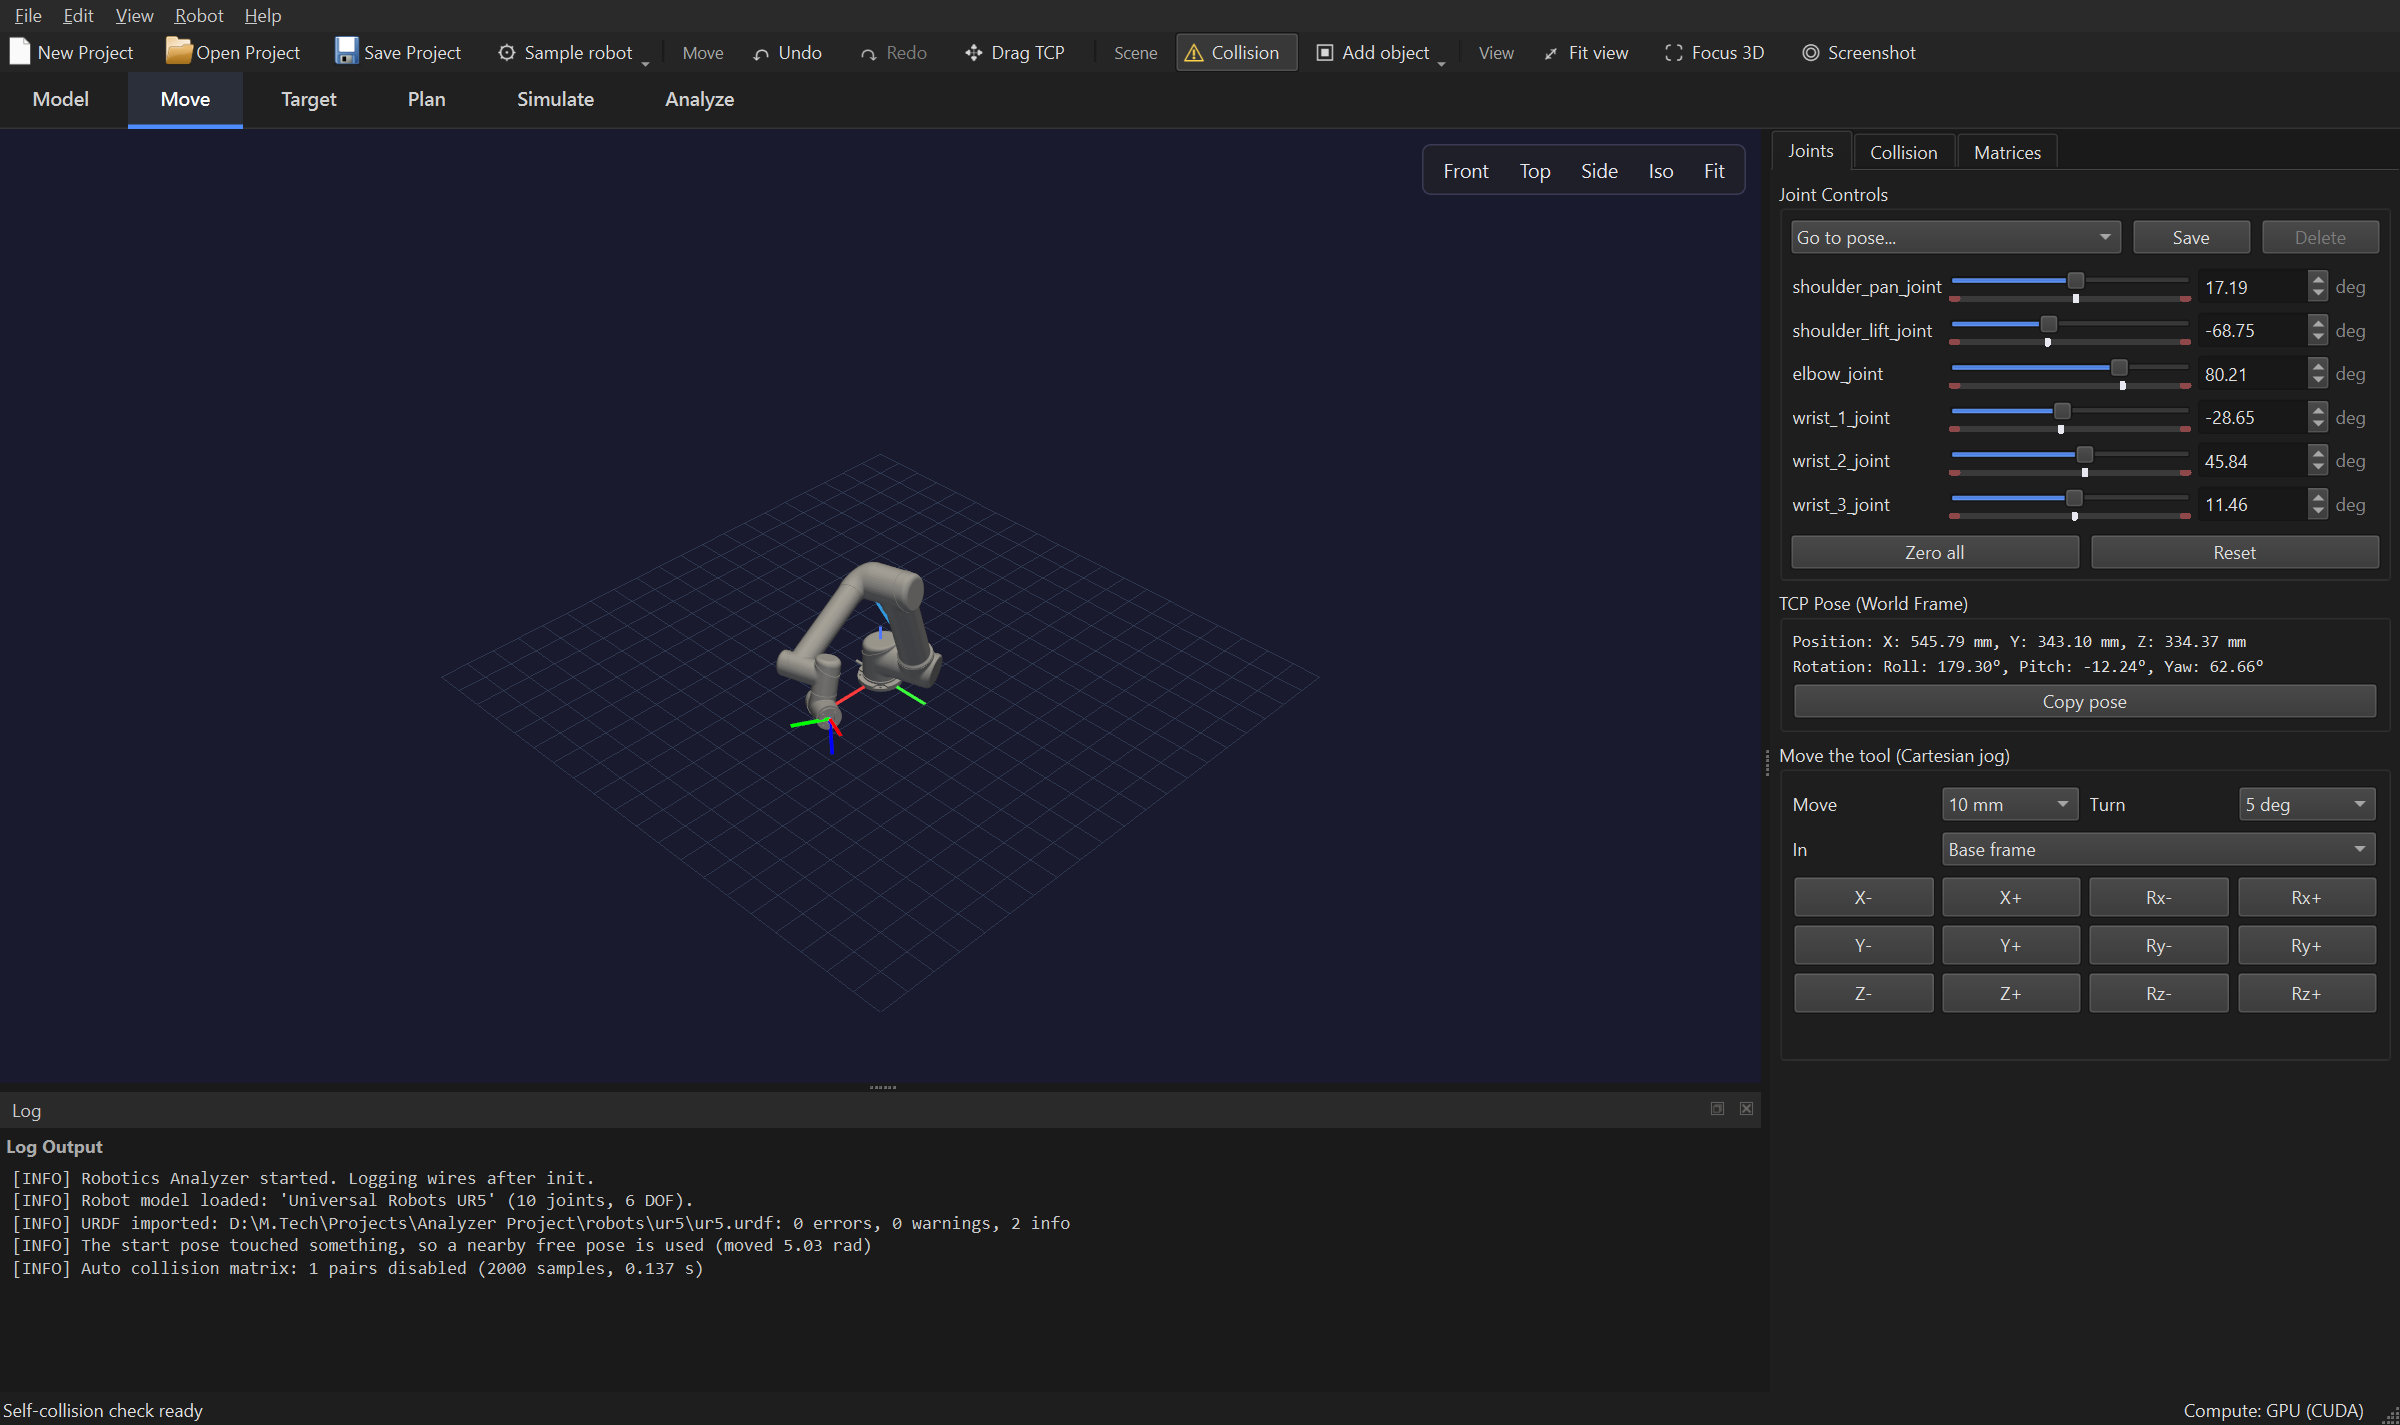 File Edit View Robot Help
New Project Open Project Save Project Sample robot Move Undo Redo Drag TCP Scene Collision Add object View Fit view Focus 3D Screenshot
Model Move Target Plan Simulate Analyze
Front Top Side Iso Fit
Joints Collision Matrices
Joint Controls
Go to pose... Save Delete
shoulder_pan_joint 17.19 deg
shoulder_lift_joint -68.75 deg
elbow_joint 80.21 deg
wrist_1_joint -28.65 deg
wrist_2_joint 45.84 deg
wrist_3_joint 11.46 deg
Zero all Reset
TCP Pose (World Frame)
Position: X: 545.79 mm, Y: 343.10 mm, Z: 334.37 mm
Rotation: Roll: 179.30°, Pitch: -12.24°, Yaw: 62.66°
Copy pose
Move the tool (Cartesian jog)
Move 10 mm Turn 5 deg
In Base frame
X- X+ Rx- Rx+
Y- Y+ Ry- Ry+
Z- Z+ Rz- Rz+
Log
Log Output
[INFO] Robotics Analyzer started. Logging wires after init.
[INFO] Robot model loaded: 'Universal Robots UR5' (10 joints, 6 DOF).
[INFO] URDF imported: D:\M.Tech\Projects\Analyzer Project\robots\ur5\ur5.urdf: 0 errors, 0 warnings, 2 info
[INFO] The start pose touched something, so a nearby free pose is used (moved 5.03 rad)
[INFO] Auto collision matrix: 1 pairs disabled (2000 samples, 0.137 s)
Self-collision check ready Compute: GPU (CUDA)